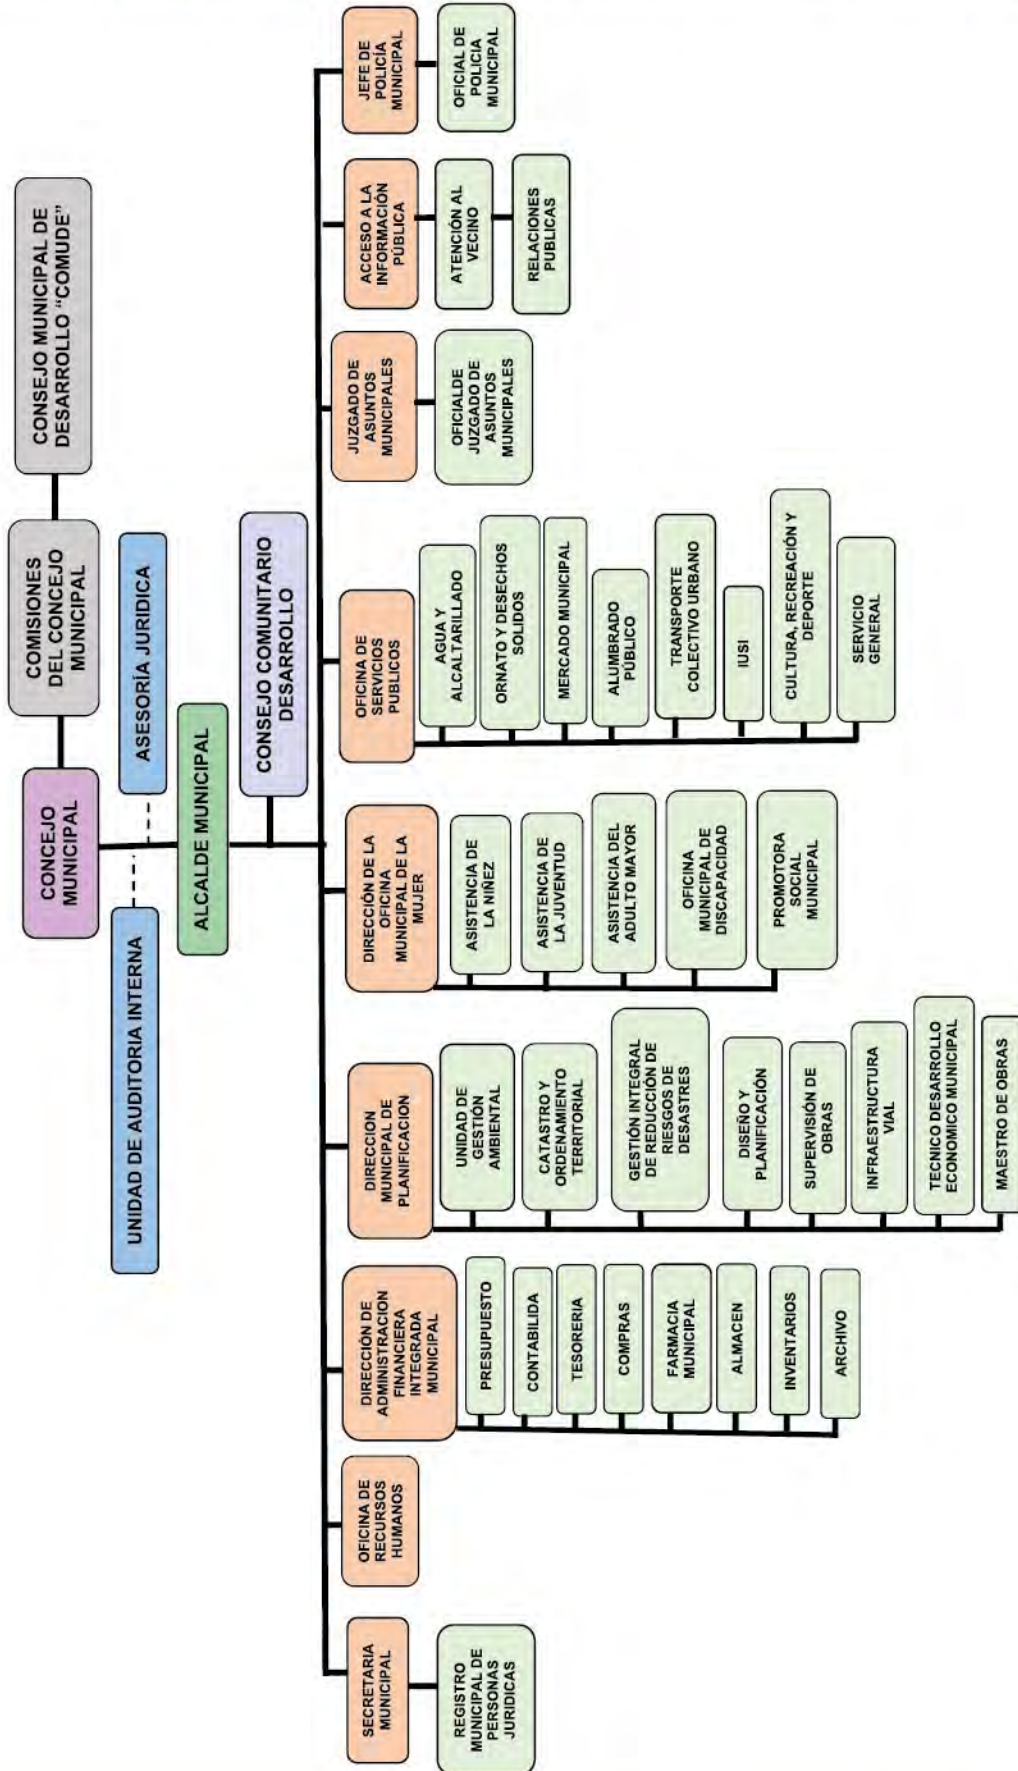 CONCEJO
MUNICIPAL
COMISIONES
DEL CONCEJO
MUNICIPAL
CONSEJO MUNICIPAL DE
DESARROLLO “COMUDE”
UNIDAD DE AUDITORIA INTERNA
ASESORÍA JURIDICA
ALCALDE MUNICIPAL
CONSEJO COMUNITARIO
DESARROLLO
SECRETARIA
MUNICIPAL
REGISTRO
MUNICIPAL DE
PERSONAS
JURIDICAS
OFICINA DE
RECURSOS
HUMANOS
DIRECCIÓN DE
ADMINISTRACION
FINANCIERA
INTEGRADA
MUNICIPAL
PRESUPUESTO
CONTABILIDA
TESORERIA
COMPRAS
FARMACIA
MUNICIPAL
ALMACEN
INVENTARIOS
ARCHIVO
DIRECCION
MUNICIPAL DE
PLANIFICACION
UNIDAD DE
GESTIÓN
AMBIENTAL
CATASTRO Y
ORDENAMIENTO
TERRITORIAL
GESTIÓN INTEGRAL
DE REDUCCIÓN DE
RIESGOS DE
DESASTRES
DISEÑO Y
PLANIFICACIÓN
SUPERVISIÓN DE
OBRAS
INFRAESTRUCTURA
VIAL
TECNICO DESARROLLO
ECONOMICO MUNICIPAL
MAESTRO DE OBRAS
DIRECCIÓN DE LA
OFICINA
MUNICIPAL DE LA
MUJER
ASISTENCIA DE
LA NIÑEZ
ASISTENCIA DE
LA JUVENTUD
ASISTENCIA DEL
ADULTO MAYOR
OFICINA
MUNICIPAL DE
DISCAPACIDAD
PROMOTORA
SOCIAL
MUNICIPAL
OFICINA DE
SERVICIOS
PUBLICOS
AGUA Y
ALCALTARILLADO
ORNATO Y DESECHOS
SOLIDOS
MERCADO MUNICIPAL
ALUMBRADO
PÚBLICO
TRANSPORTE
COLECTIVO URBANO
IUSI
CULTURA, RECREACIÓN Y
DEPORTE
SERVICIO
GENERAL
JUZGADO DE
ASUNTOS
MUNICIPALES
OFICIALDE
JUZGADO DE
ASUNTOS
MUNICIPALES
ACCESO A LA
INFORMACIÓN
PÚBLICA
ATENCIÓN AL
VECINO
RELACIONES
PUBLICAS
JEFE DE
POLICÍA
MUNICIPAL
OFICIAL DE
POLICIA
MUNICIPAL